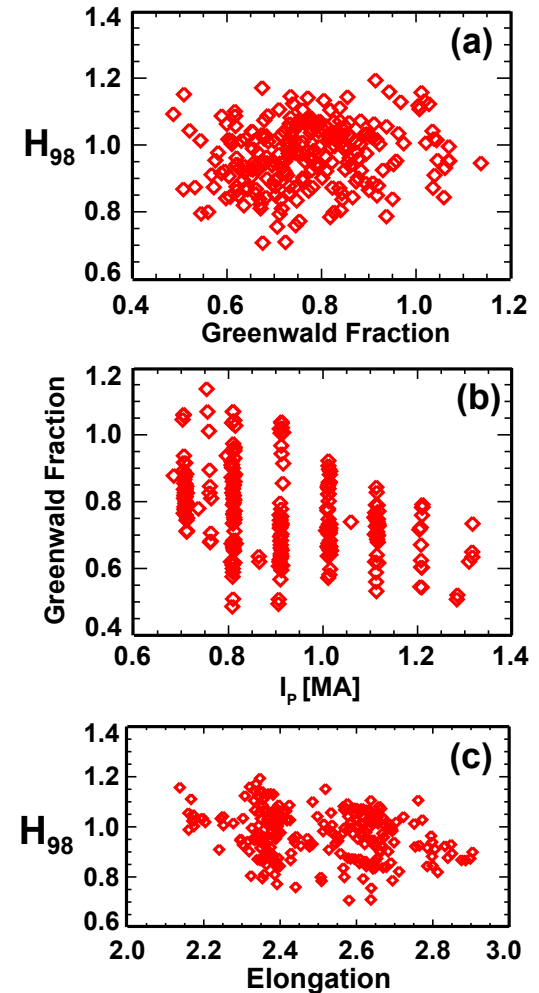 (a)
H98
1.4
1.2
1.0
0.8
0.6
0.4 0.6 0.8 1.0 1.2
Greenwald Fraction
(b)
Greenwald Fraction
1.2
1.0
0.8
0.6
0.4
0.6 0.8 1.0 1.2 1.4
IP [MA]
(c)
H98
1.4
1.2
1.0
0.8
0.6
2.0 2.2 2.4 2.6 2.8 3.0
Elongation